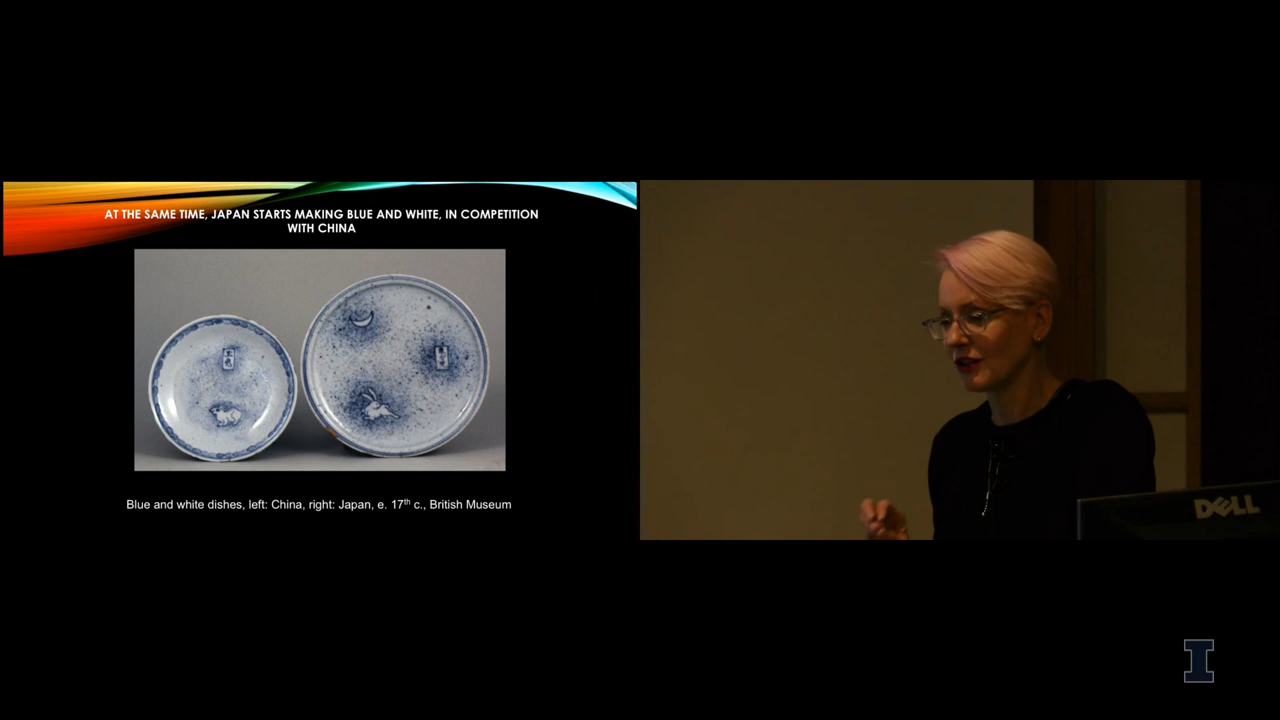 AT THE SAME TIME, JAPAN STARTS MAKING BLUE AND WHITE, IN COMPETITION
WITH CHINA
Blue and white dishes, left: China, right: Japan, e. 17th c., British Museum
DELL
I